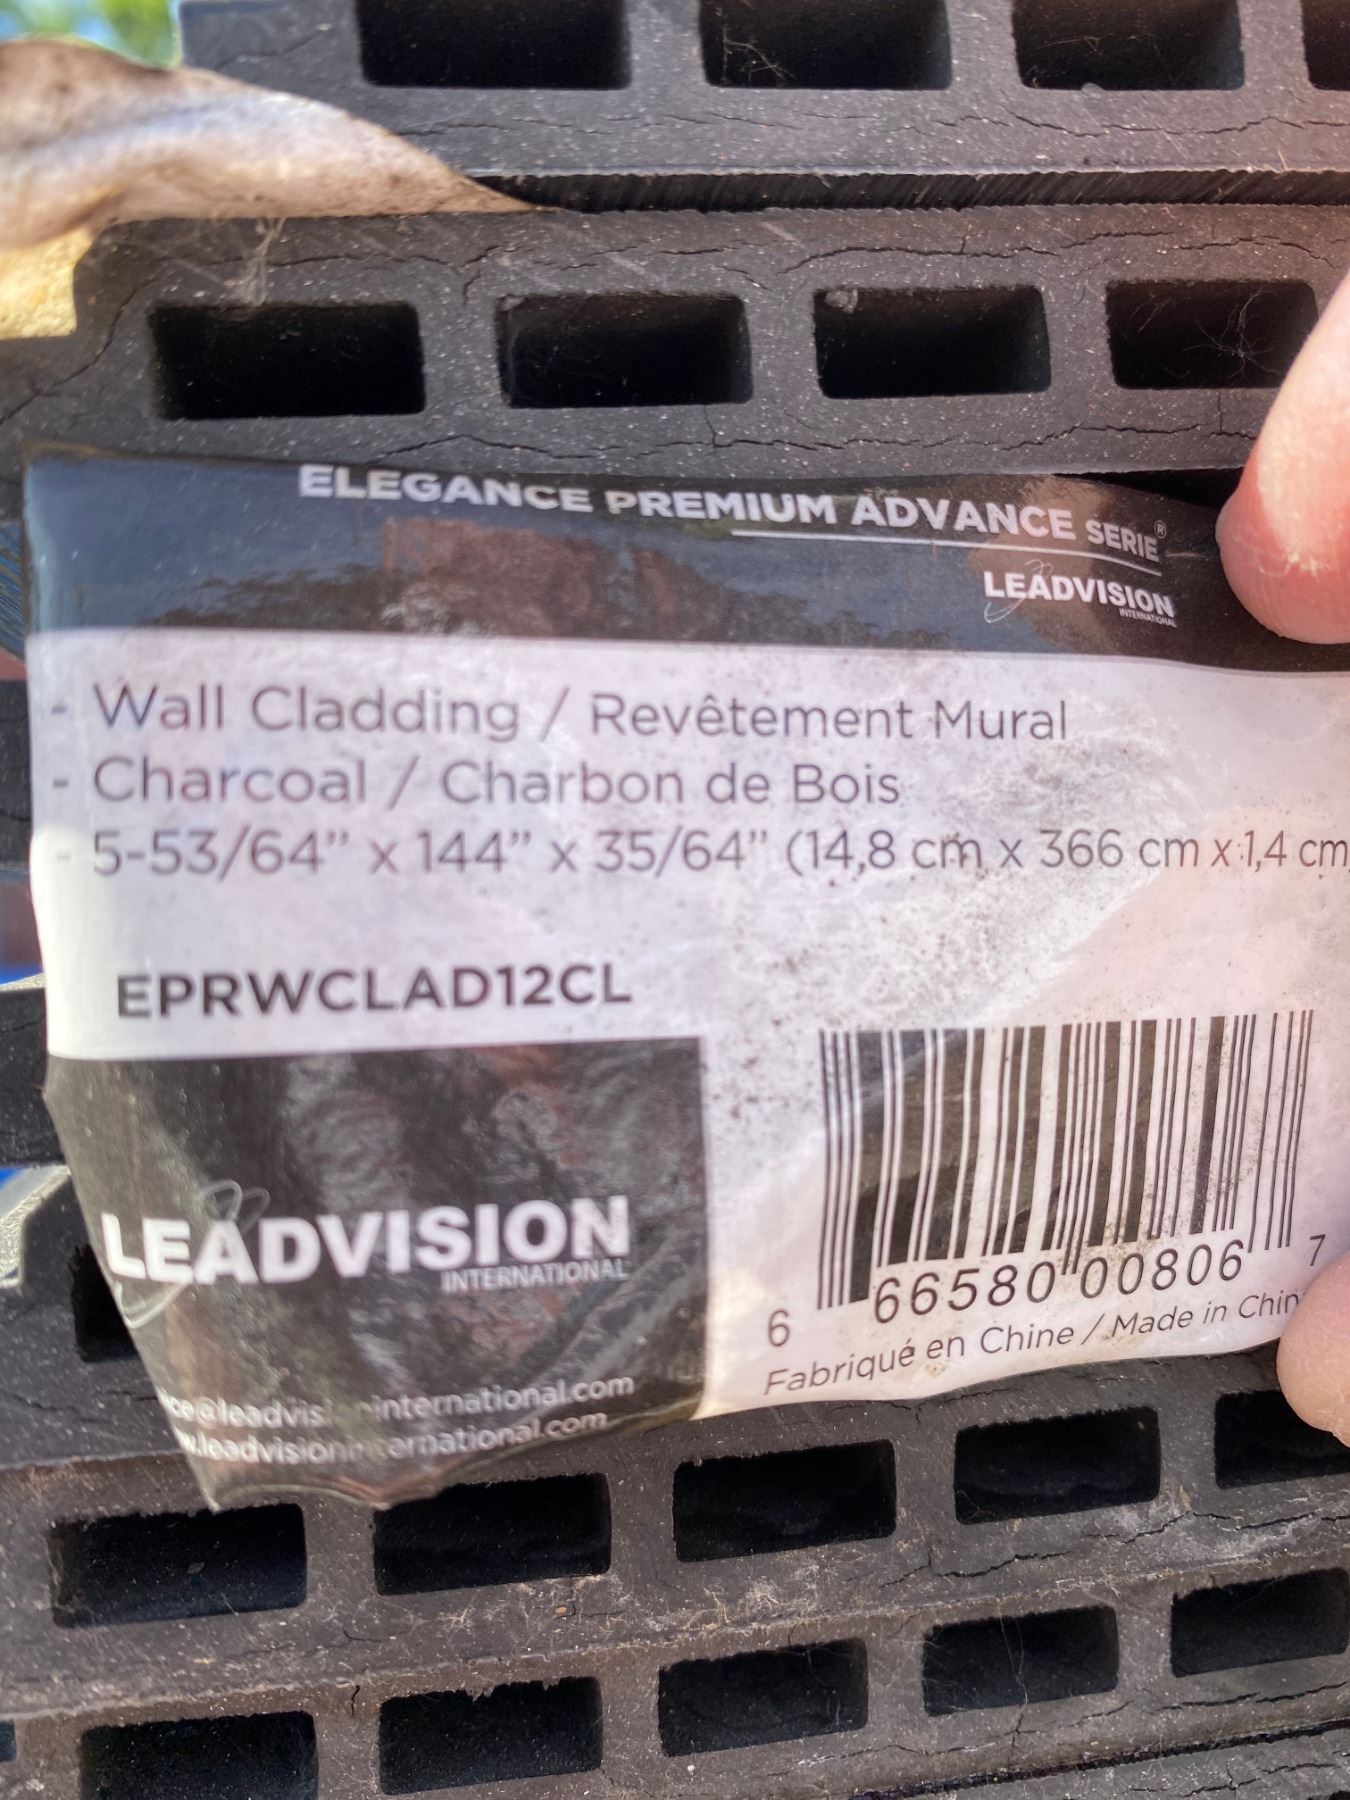 ELEGANCE PREMIUM ADVANCE SERIE®
LEADVISION
INTERNATIONAL
- Wall Cladding / Revêtement Mural
- Charcoal / Charbon de Bois
- 5-53/64" x 144" x 35/64" (14,8 cm x 366 cm x 1,4 cm
EPRWCLAD12CL
LEADVISION
INTERNATIONAL
6 66580 00806 7
Fabriqué en Chine / Made in Chin